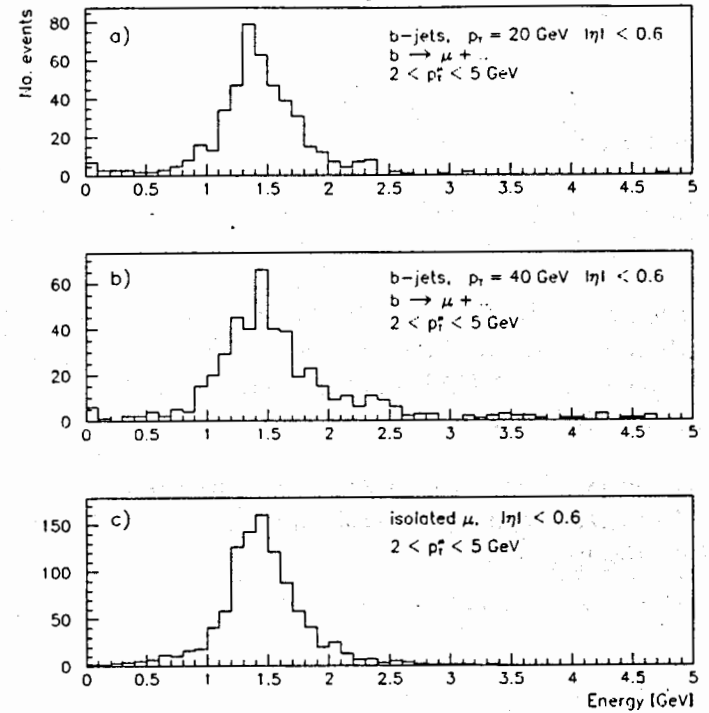 No. events
80
60
40
20
0
a)
b-jets, pT = 20 GeV |η| < 0.6
b → μ + ..
2 < pTμ < 5 GeV
0 0.5 1 1.5 2 2.5 3 3.5 4 4.5 5
60
40
20
0
b)
b-jets, pT = 40 GeV |η| < 0.6
b → μ + ..
2 < pTμ < 5 GeV
0 0.5 1 1.5 2 2.5 3 3.5 4 4.5 5
150
100
50
0
c)
isolated μ, |η| < 0.6
2 < pTμ < 5 GeV
0 0.5 1 1.5 2 2.5 3 3.5 4 4.5 5
Energy [GeV]